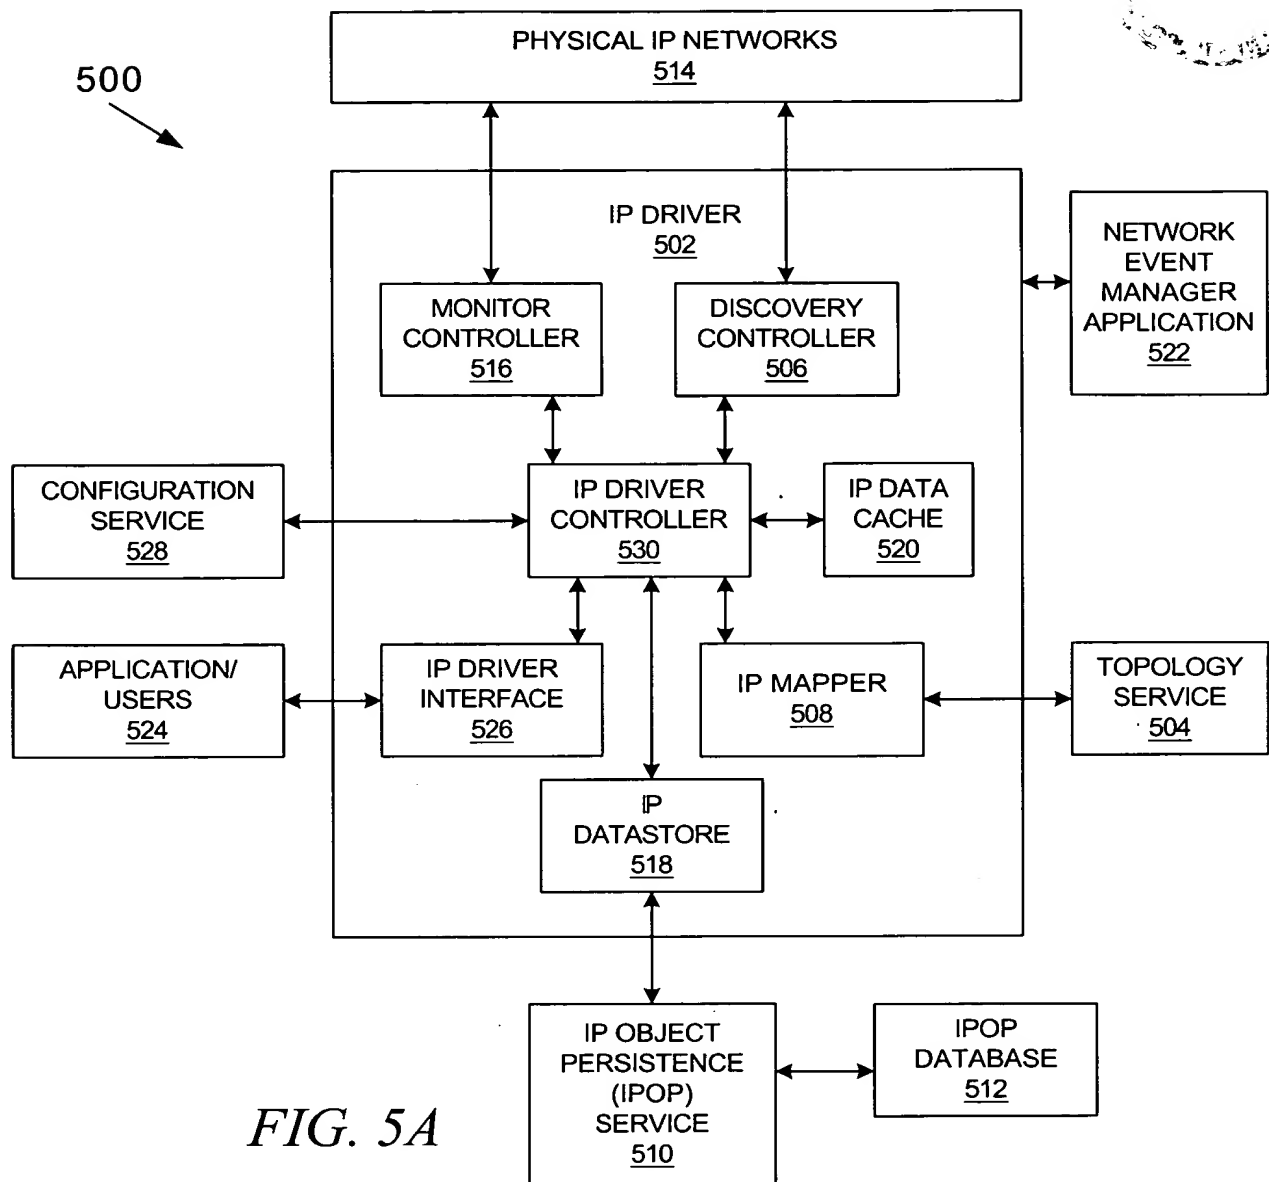 PHYSICAL IP NETWORKS
514
500
IP DRIVER
502
NETWORK
EVENT
MANAGER
APPLICATION
522
MONITOR
CONTROLLER
516
DISCOVERY
CONTROLLER
506
CONFIGURATION
SERVICE
528
IP DRIVER
CONTROLLER
530
IP DATA
CACHE
520
APPLICATION/
USERS
524
IP DRIVER
INTERFACE
526
IP MAPPER
508
TOPOLOGY
SERVICE
504
IP
DATASTORE
518
IP OBJECT
PERSISTENCE
(IPOP)
SERVICE
510
IPOP
DATABASE
512
FIG. 5A